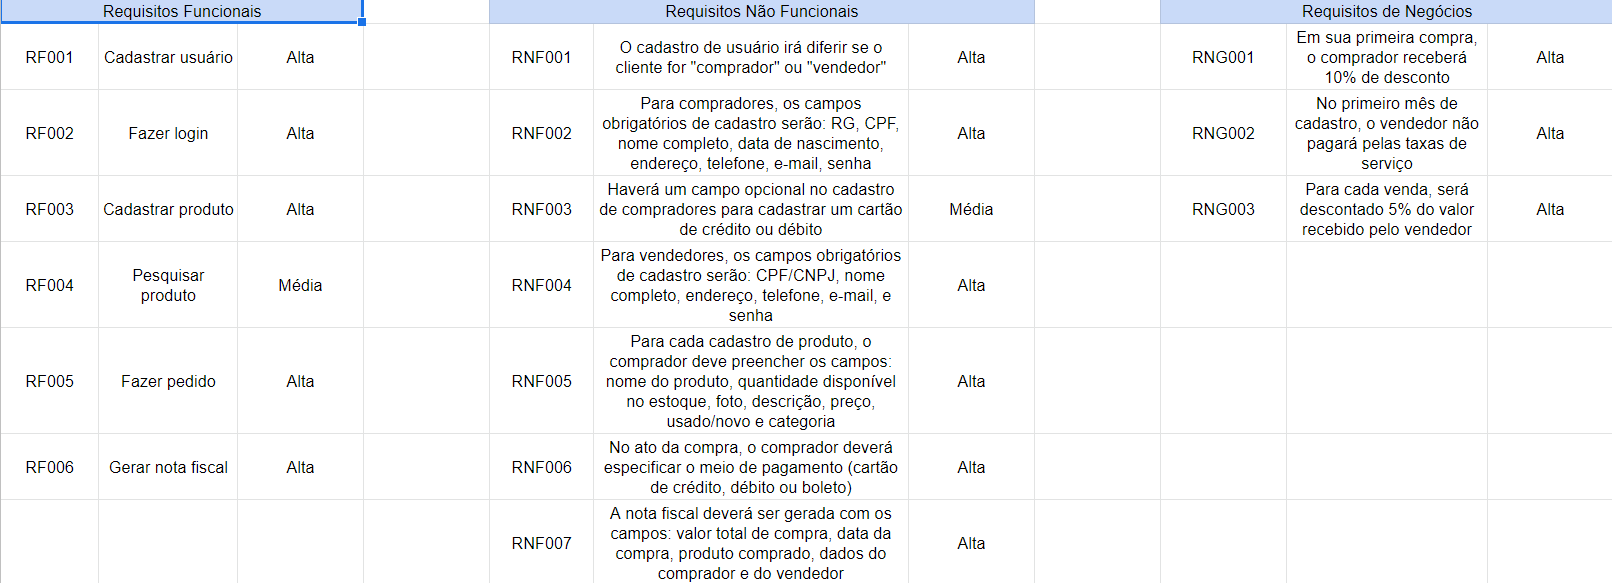 Requisitos Funcionais
Requisitos Não Funcionais
Requisitos de Negócios
RF001
Cadastrar usuário
Alta
RNF001
O cadastro de usuário irá diferir se o
cliente for "comprador" ou "vendedor"
Alta
RNG001
Em sua primeira compra,
o comprador receberá
10% de desconto
Alta
RF002
Fazer login
Alta
RNF002
Para compradores, os campos
obrigatórios de cadastro serão: RG, CPF,
nome completo, data de nascimento,
endereço, telefone, e-mail, senha
Alta
RNG002
No primeiro mês de
cadastro, o vendedor não
pagará pelas taxas de
serviço
Alta
RF003
Cadastrar produto
Alta
RNF003
Haverá um campo opcional no cadastro
de compradores para cadastrar um cartão
de crédito ou débito
Média
RNG003
Para cada venda, será
descontado 5% do valor
recebido pelo vendedor
Alta
RF004
Pesquisar
produto
Média
RNF004
Para vendedores, os campos obrigatórios
de cadastro serão: CPF/CNPJ, nome
completo, endereço, telefone, e-mail, e
senha
Alta
RF005
Fazer pedido
Alta
RNF005
Para cada cadastro de produto, o
comprador deve preencher os campos:
nome do produto, quantidade disponível
no estoque, foto, descrição, preço,
usado/novo e categoria
Alta
RF006
Gerar nota fiscal
Alta
RNF006
No ato da compra, o comprador deverá
especificar o meio de pagamento (cartão
de crédito, débito ou boleto)
Alta
RNF007
A nota fiscal deverá ser gerada com os
campos: valor total de compra, data da
compra, produto comprado, dados do
comprador e do vendedor
Alta